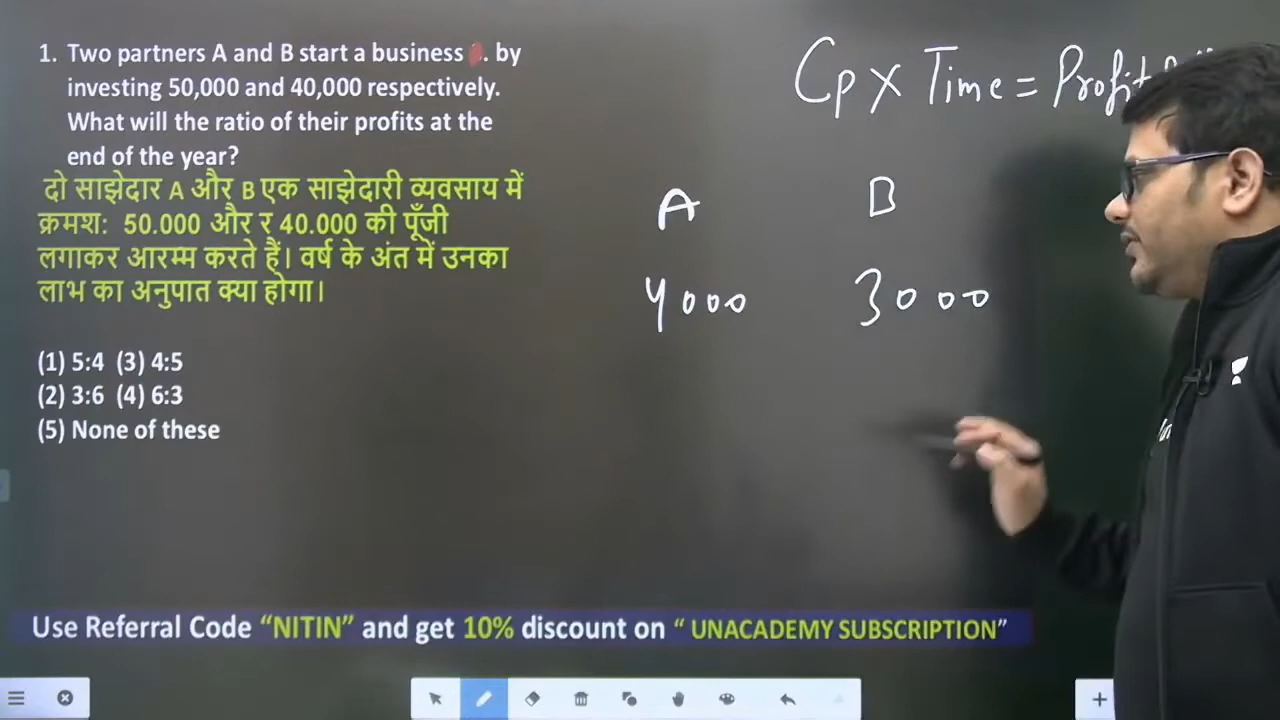 1. Two partners A and B start a business . by
investing 50,000 and 40,000 respectively.
What will the ratio of their profits at the
end of the year?
दो साझेदार A और B एक साझेदारी व्यवसाय में
क्रमश: 50.000 और र 40.000 की पूँजी
लगाकर आरम्म करते हैं। वर्ष के अंत में उनका
लाभ का अनुपात क्या होगा।
(1) 5:4 (3) 4:5
(2) 3:6 (4) 6:3
(5) None of these
Cp X Time = Profit
A B
4000 3000
Use Referral Code “NITIN” and get 10% discount on “ UNACADEMY SUBSCRIPTION”